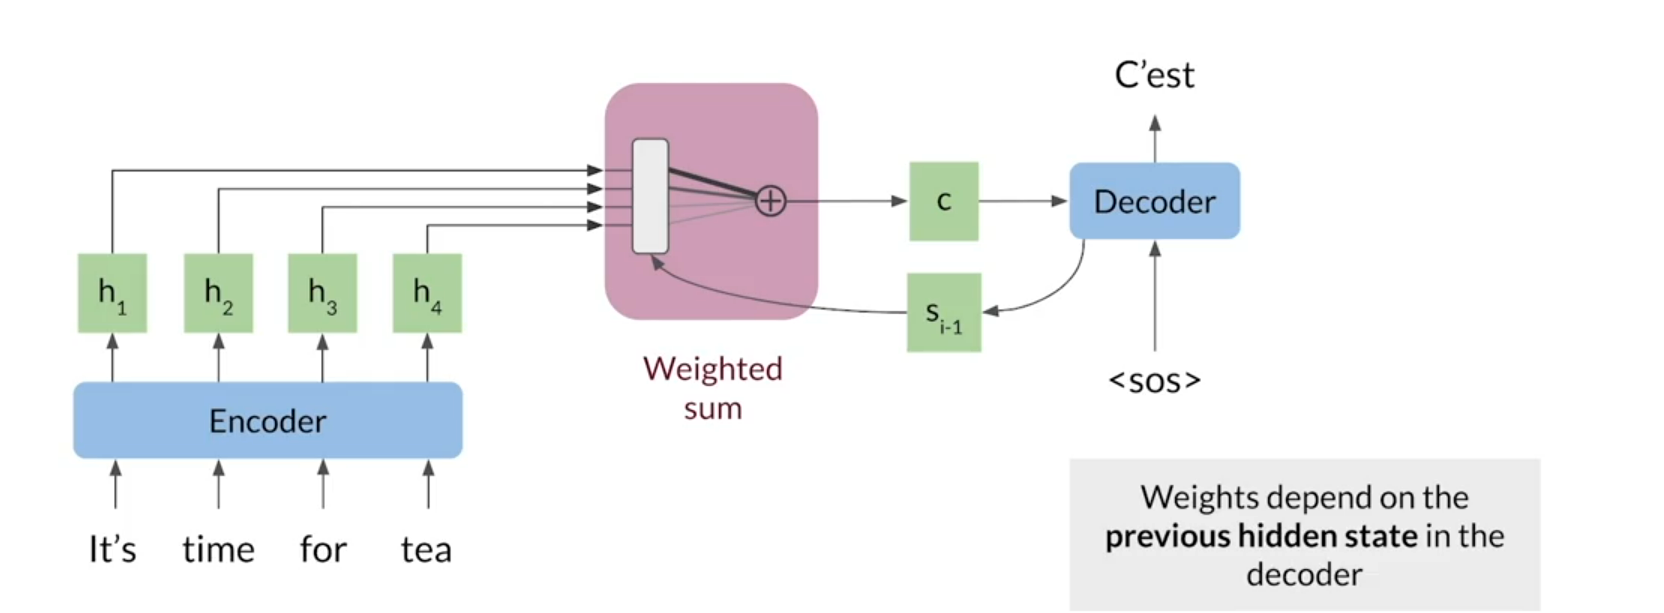 C’est
c
Decoder
h1
h2
h3
h4
si-1
Weighted
sum
<sos>
Encoder
It’s time for tea
Weights depend on the
previous hidden state in the
decoder